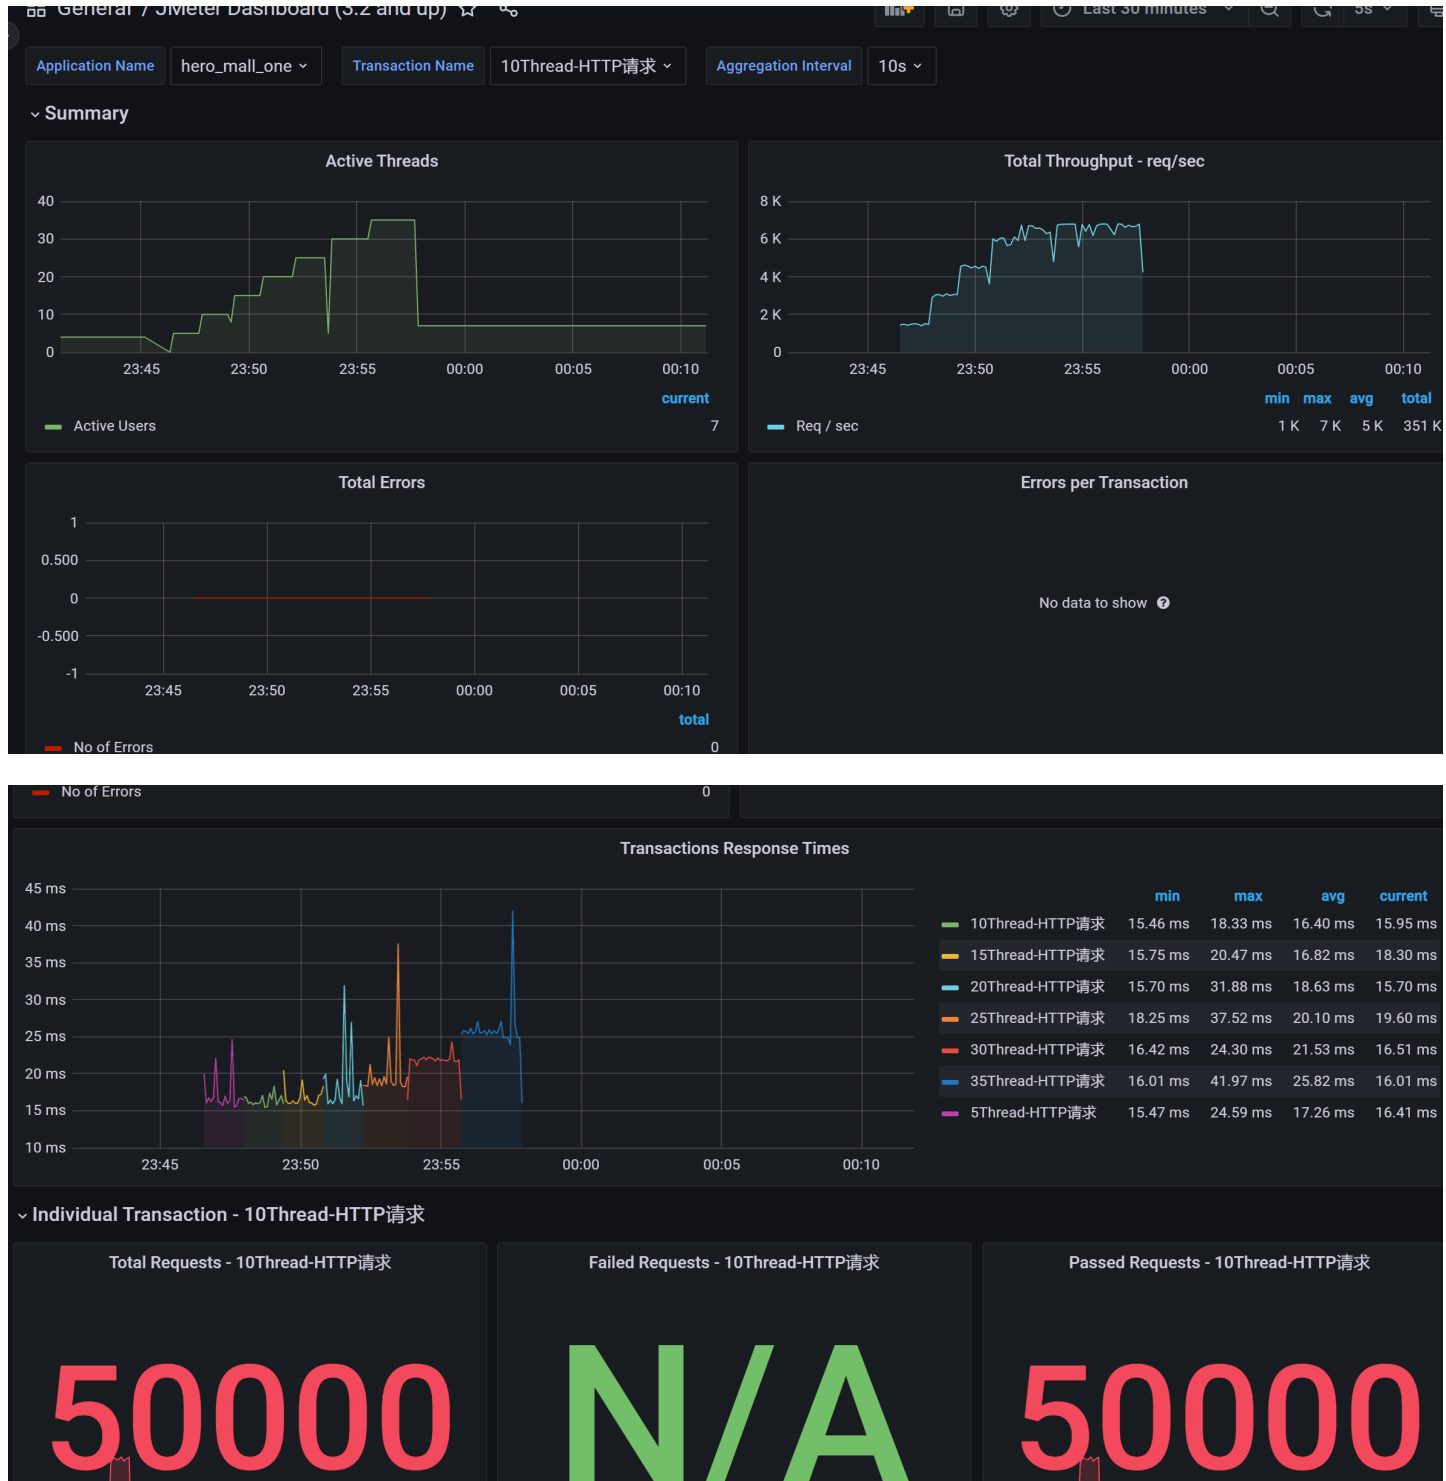 General / JMeter Dashboard (3.2 and up)
Last 30 minutes
5s
Application Name hero_mall_one Transaction Name 10Thread-HTTP请求 Aggregation Interval 10s
Summary
Active Threads
40
30
20
10
0
23:45 23:50 23:55 00:00 00:05 00:10
current
Active Users 7
Total Throughput - req/sec
8 K
6 K
4 K
2 K
0
23:45 23:50 23:55 00:00 00:05 00:10
min max avg total
Req / sec 1 K 7 K 5 K 351 K
Total Errors
1
0.500
0
-0.500
-1
23:45 23:50 23:55 00:00 00:05 00:10
total
No of Errors 0
Errors per Transaction
No data to show
No of Errors 0
Transactions Response Times
45 ms
40 ms
35 ms
30 ms
25 ms
20 ms
15 ms
10 ms
23:45 23:50 23:55 00:00 00:05 00:10
min max avg current
10Thread-HTTP请求 15.46 ms 18.33 ms 16.40 ms 15.95 ms
15Thread-HTTP请求 15.75 ms 20.47 ms 16.82 ms 18.30 ms
20Thread-HTTP请求 15.70 ms 31.88 ms 18.63 ms 15.70 ms
25Thread-HTTP请求 18.25 ms 37.52 ms 20.10 ms 19.60 ms
30Thread-HTTP请求 16.42 ms 24.30 ms 21.53 ms 16.51 ms
35Thread-HTTP请求 16.01 ms 41.97 ms 25.82 ms 16.01 ms
5Thread-HTTP请求 15.47 ms 24.59 ms 17.26 ms 16.41 ms
Individual Transaction - 10Thread-HTTP请求
Total Requests - 10Thread-HTTP请求
50000
Failed Requests - 10Thread-HTTP请求
N/A
Passed Requests - 10Thread-HTTP请求
50000